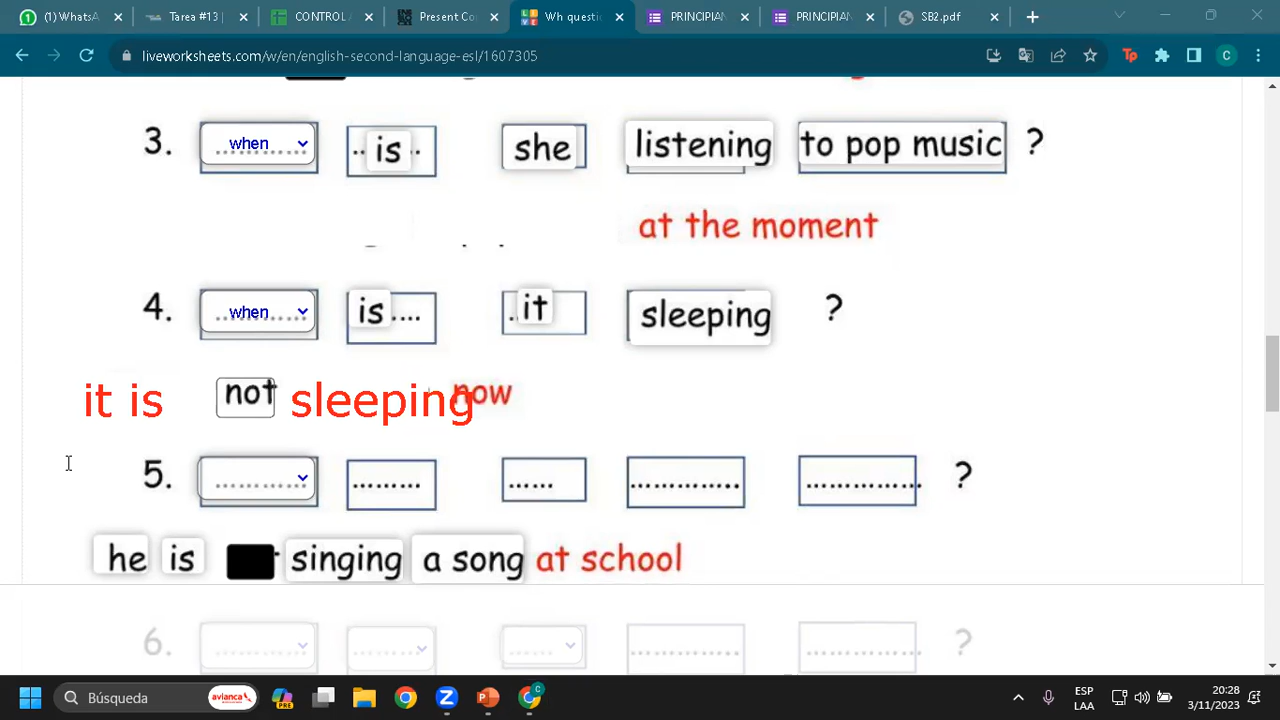 WhatsA
Tarea #13 |
CONTROL A
Present Co
Wh questi
PRINCIPIAN
PRINCIPIAN
SB2.pdf
liveworksheets.com/w/en/english-second-language-esl/1607305
3. when is she listening to pop music ?
at the moment
4. when is it sleeping ?
it is not sleeping now
5. ............ ......... ...... .............. ............... ?
he is singing a song at school
6. ............ ......... ...... .............. ............... ?
Búsqueda
avianca
PRE
ESP
LAA
20:28
3/11/2023